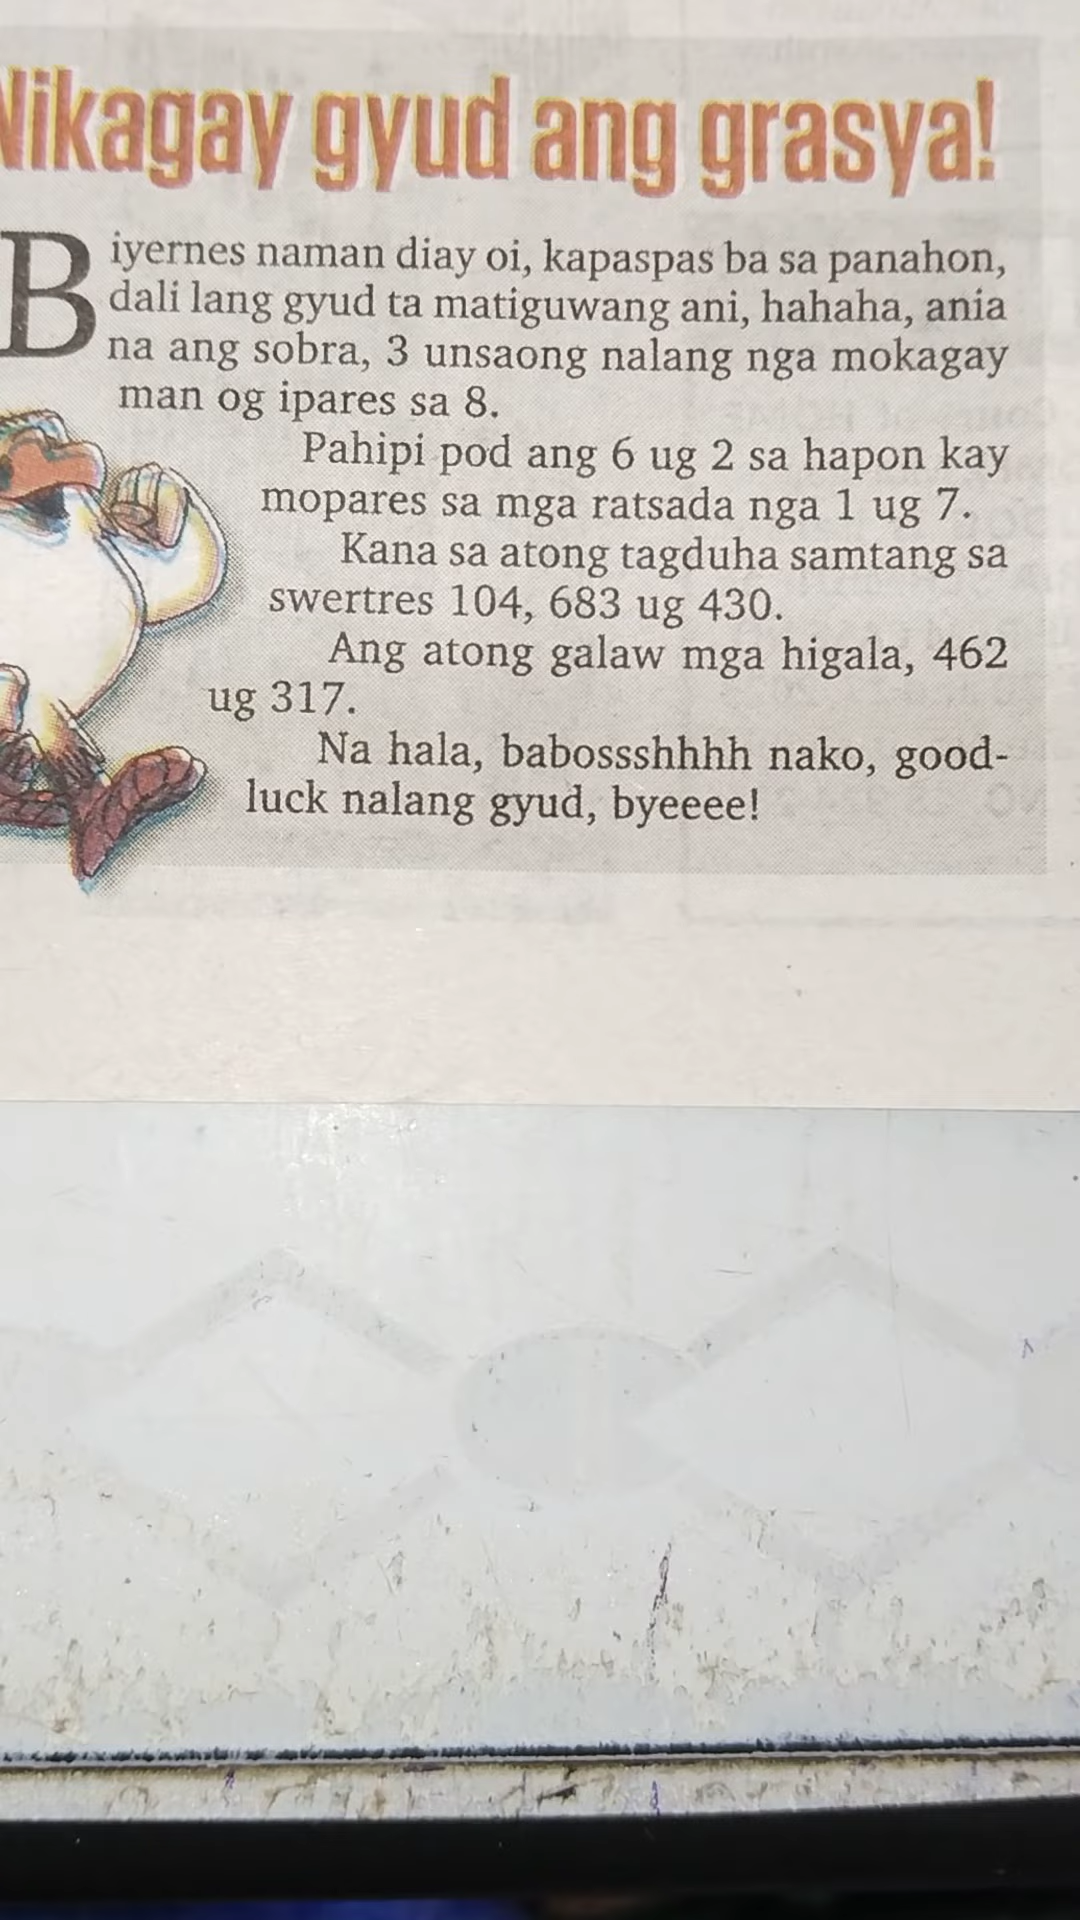 Nikagay gyud ang grasya!
Biyernes naman diay oi, kapaspas ba sa panahon,
dali lang gyud ta matiguwang ani, hahaha, ania
na ang sobra, 3 unsaong nalang nga mokagay
man og ipares sa 8.
Pahipi pod ang 6 ug 2 sa hapon kay
mopares sa mga ratsada nga 1 ug 7.
Kana sa atong tagduha samtang sa
swertres 104, 683 ug 430.
Ang atong galaw mga higala, 462
ug 317.
Na hala, babossshhhh nako, good-
luck nalang gyud, byeeee!